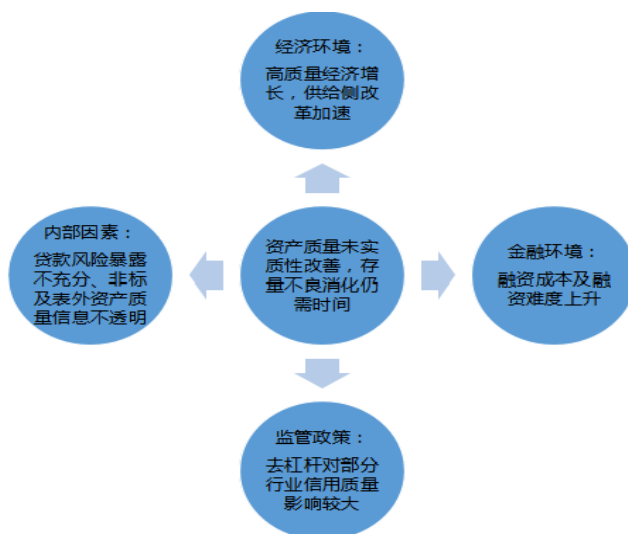 经济环境：
高质量经济增
长，供给侧改
革加速
内部因素：
贷款风险暴露
不充分、非标
及表外资产质
量信息不透明
资产质量未实
质性改善，存
量不良消化仍
需时间
金融环境：
融资成本及融
资难度上升
监管政策：
去杠杆对部分
行业信用质量
影响较大